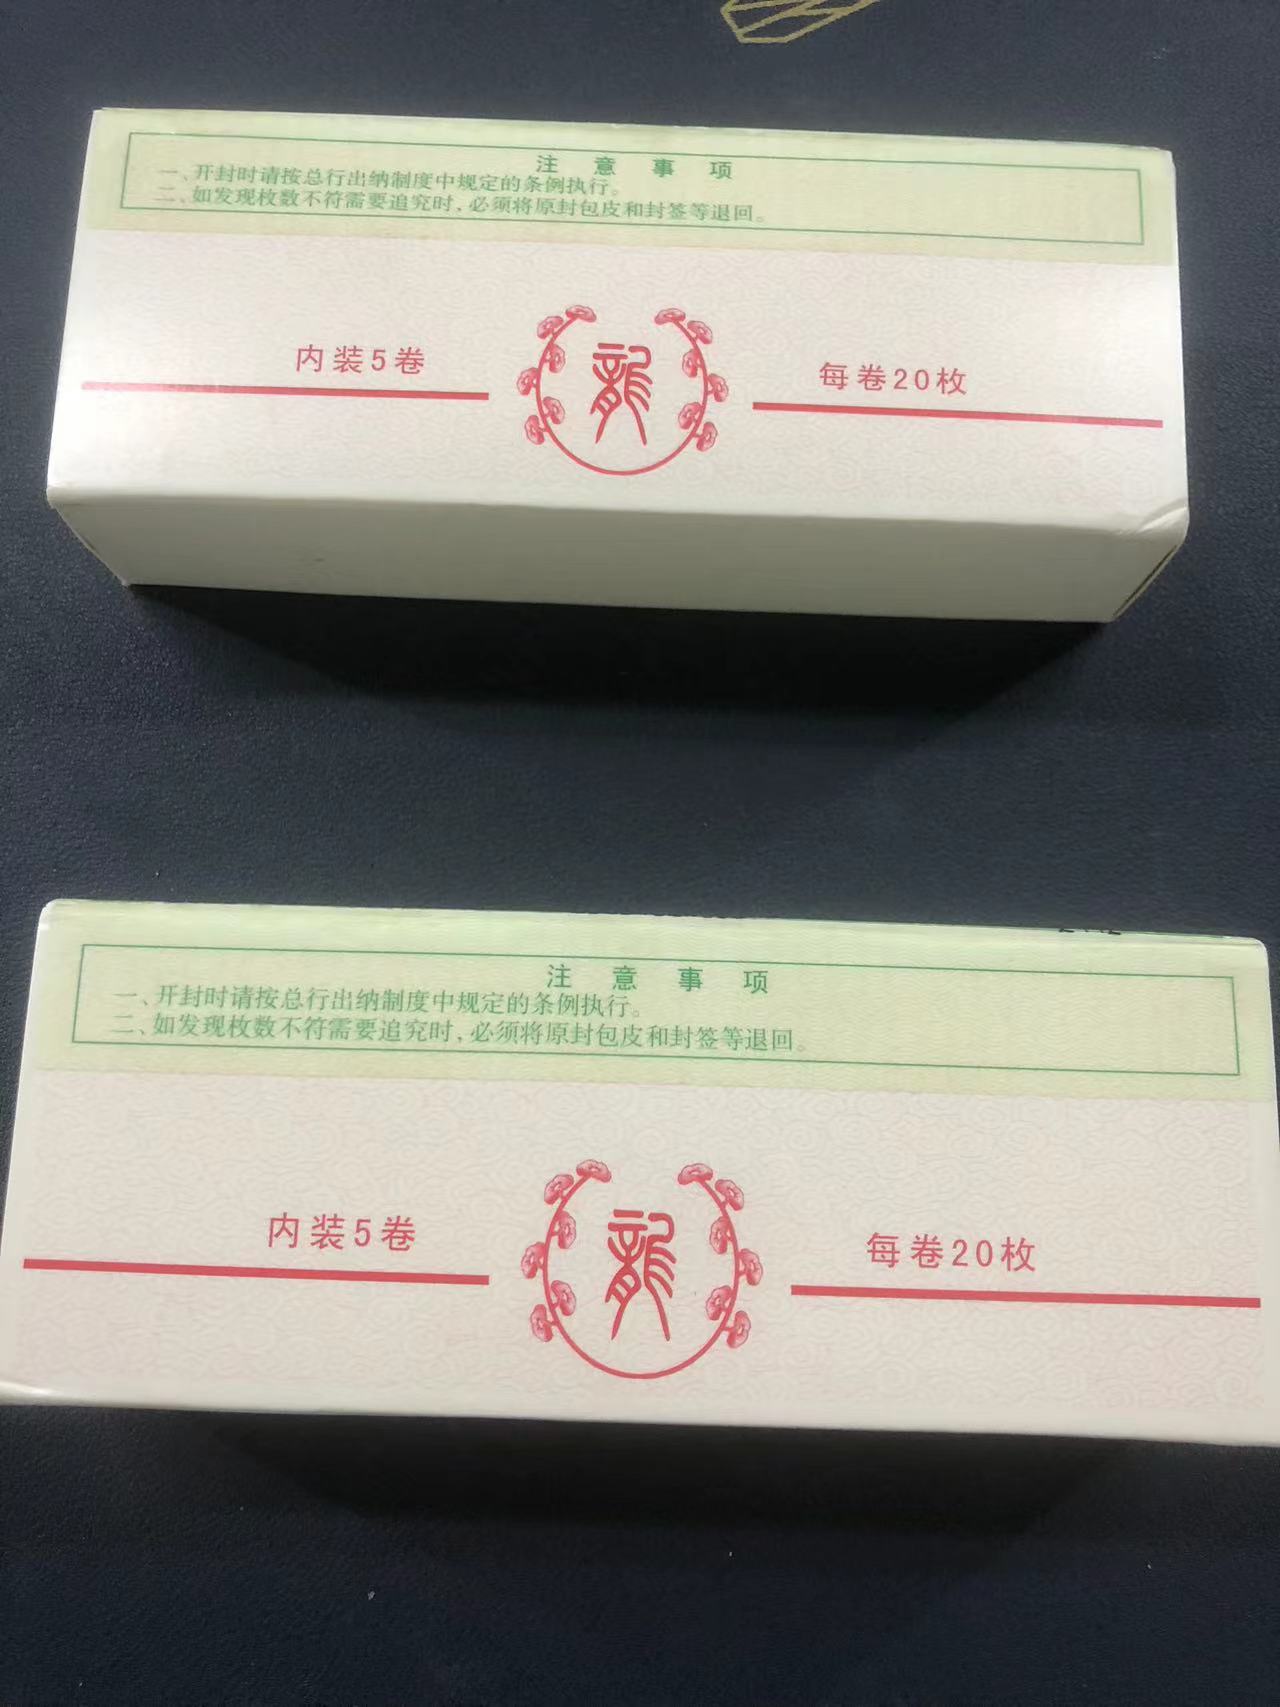 注意事项
一、开封时请按总行出纳制度中规定的条例执行。
二、如发现枚数不符需要追究时,必须将原封包皮和封签等退回。
内装5卷
龍
每卷20枚
注意事项
一、开封时请按总行出纳制度中规定的条例执行。
二、如发现枚数不符需要追究时,必须将原封包皮和封签等退回。
内装5卷
龍
每卷20枚